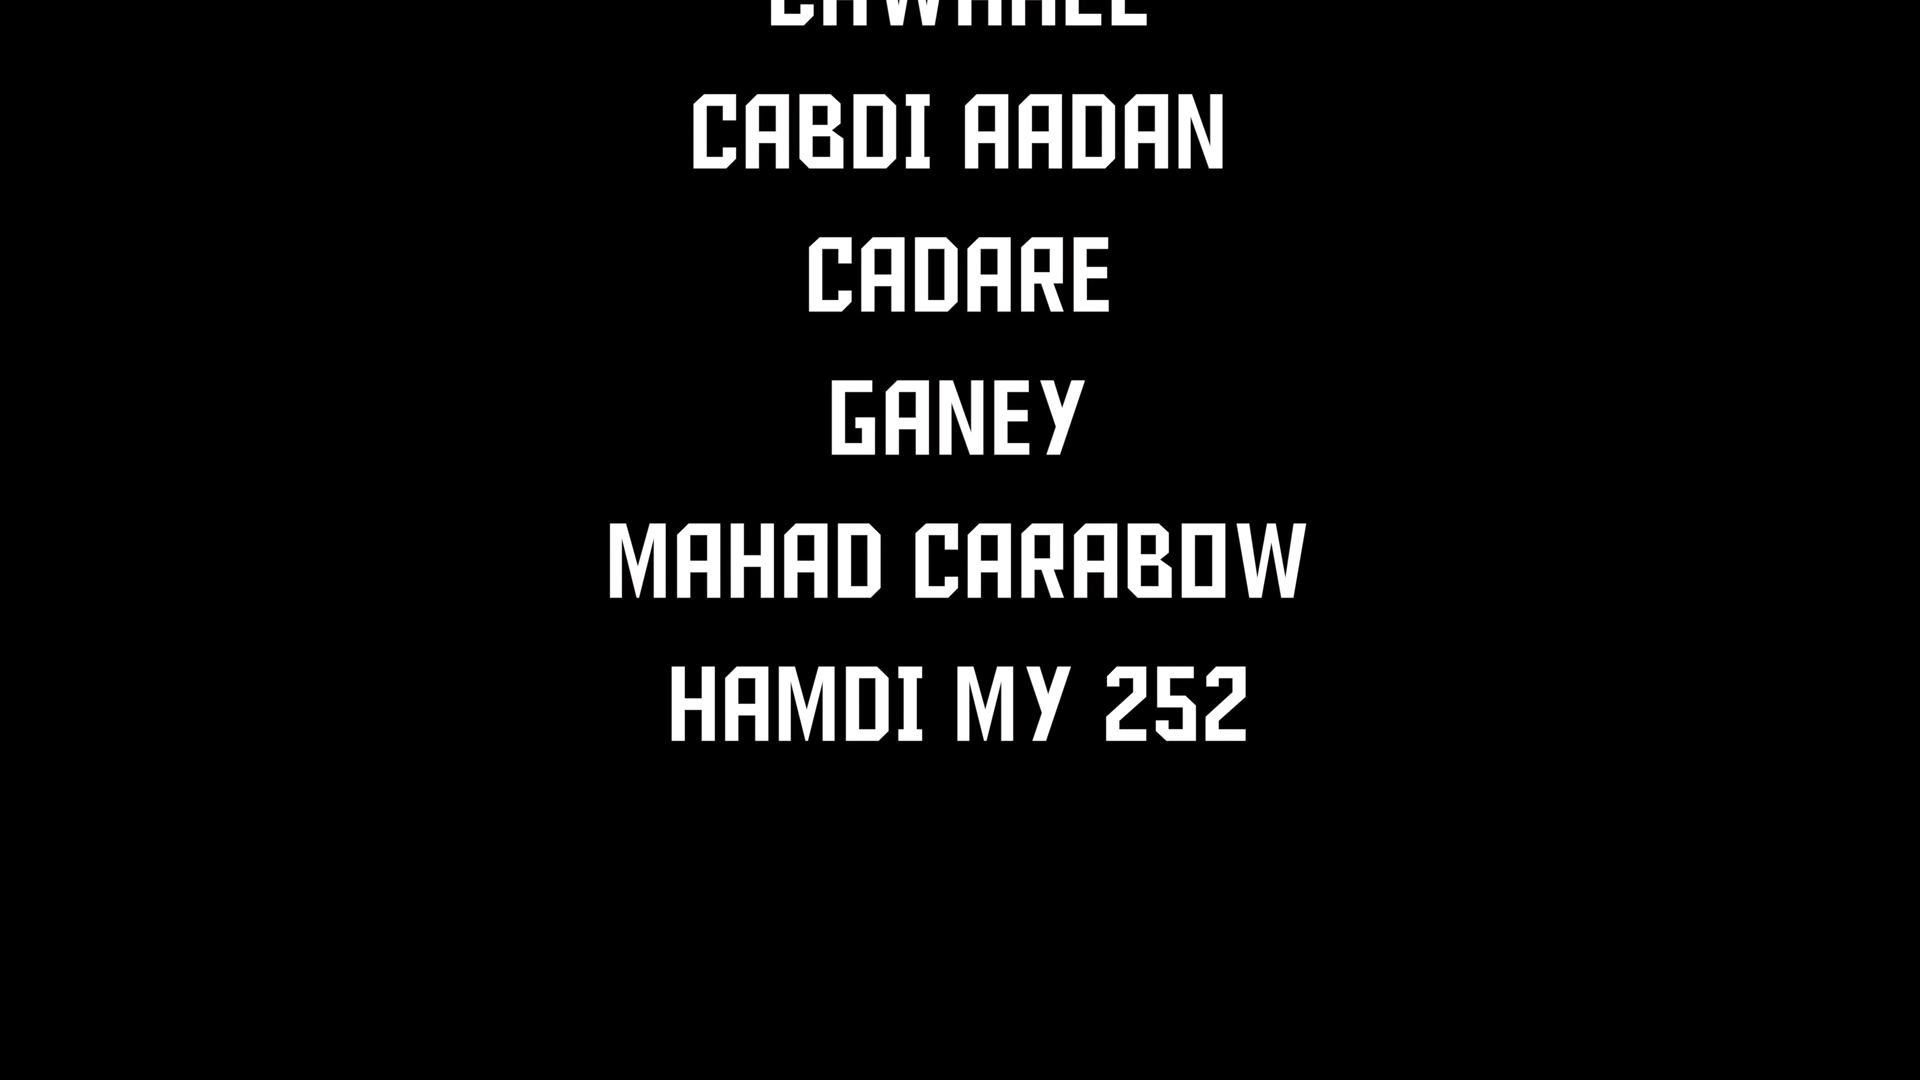 CABDI AADAN
CADARE
GANEY
MAHAD CARABOW
HAMDI MY 252